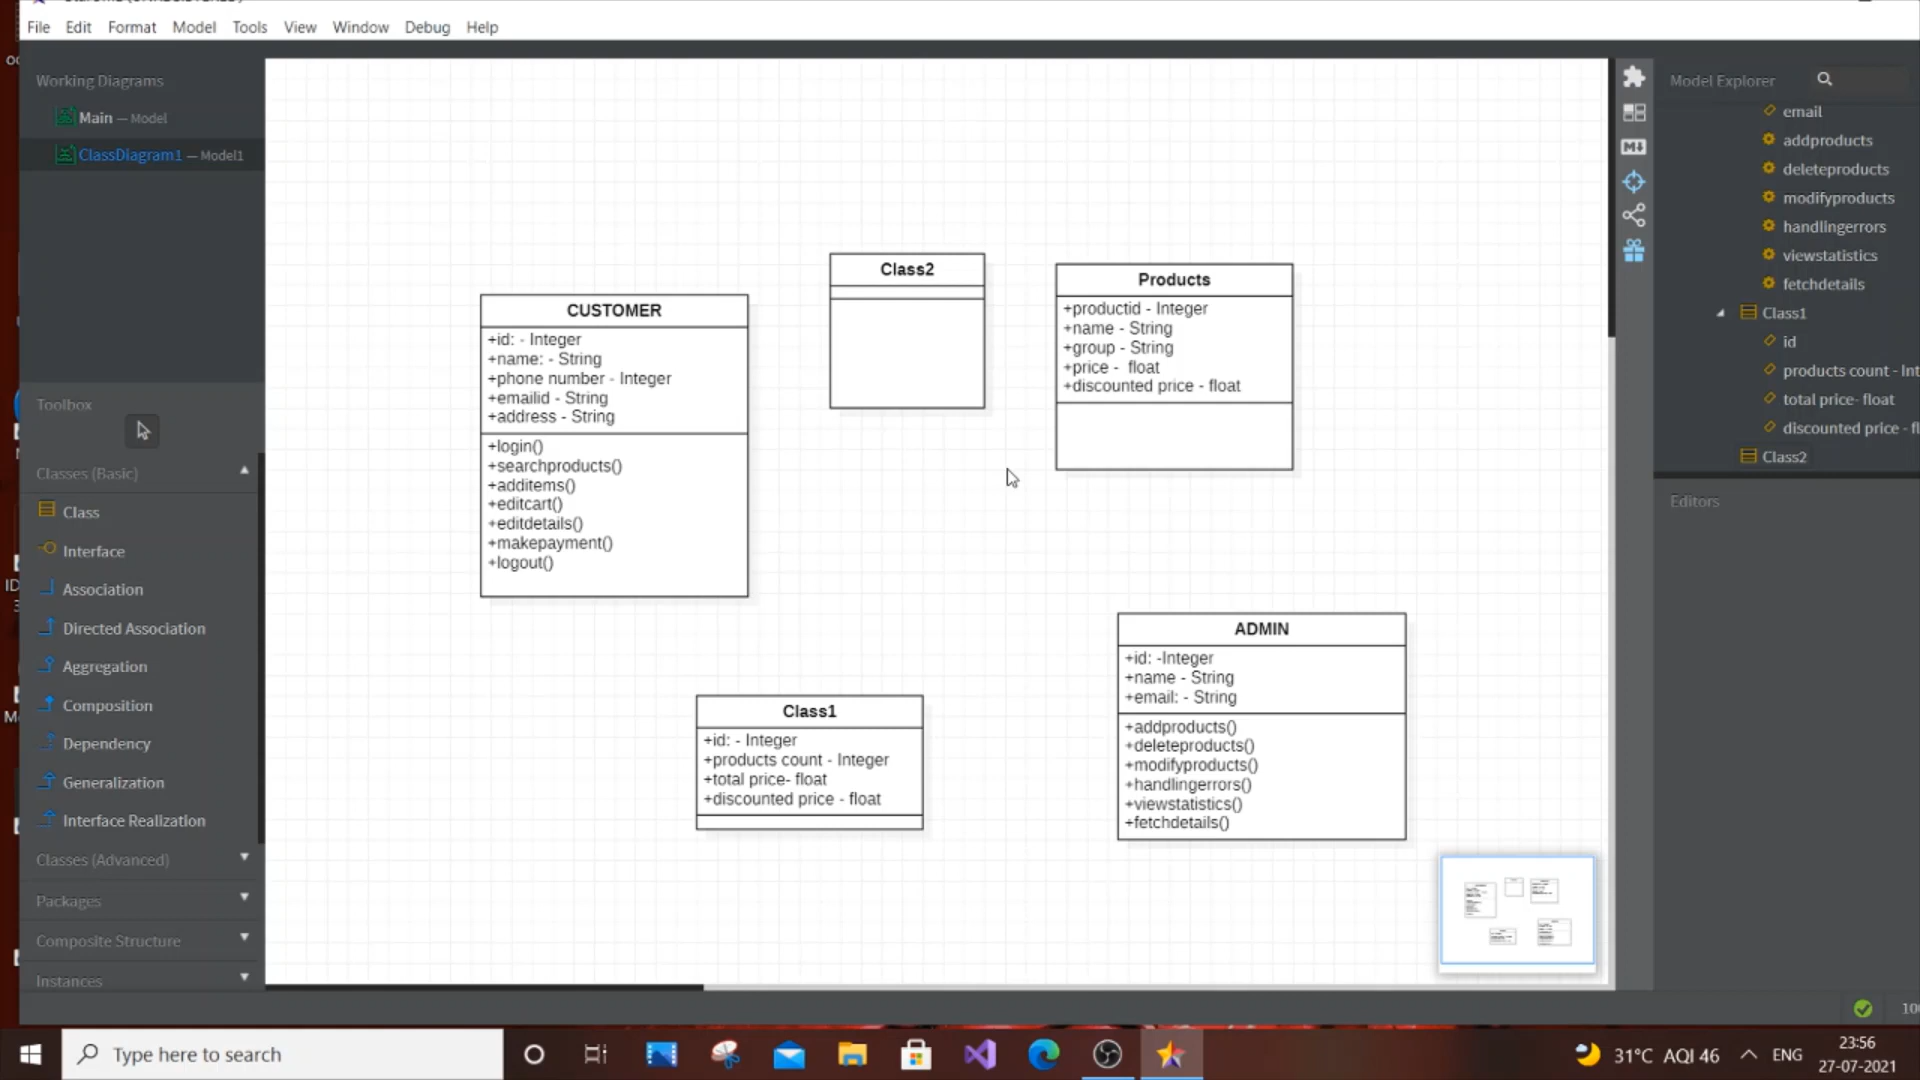 File Edit Format Model Tools View Window Debug Help
Working Diagrams
Main — Model
ClassDiagram1 — Model1
Toolbox
Classes (Basic)
Class
Interface
Association
Directed Association
Aggregation
Composition
Dependency
Generalization
Interface Realization
Classes (Advanced)
Packages
Composite Structure
Instances
CUSTOMER
+id: - Integer
+name: - String
+phone number - Integer
+emailid - String
+address - String
+login()
+searchproducts()
+additems()
+editcart()
+editdetails()
+makepayment()
+logout()
Class2
Products
+productid - Integer
+name - String
+group - String
+price -  float
+discounted price - float
Class1
+id: - Integer
+products count - Integer
+total price- float
+discounted price - float
ADMIN
+id: -Integer
+name - String
+email: - String
+addproducts()
+deleteproducts()
+modifyproducts()
+handlingerrors()
+viewstatistics()
+fetchdetails()
M
Model Explorer
email
addproducts
deleteproducts
modifyproducts
handlingerrors
viewstatistics
fetchdetails
Class1
id
products count - Int
total price- float
discounted price - fl
Class2
Editors
Type here to search
31°C AQI 46
ENG
23:56
27-07-2021